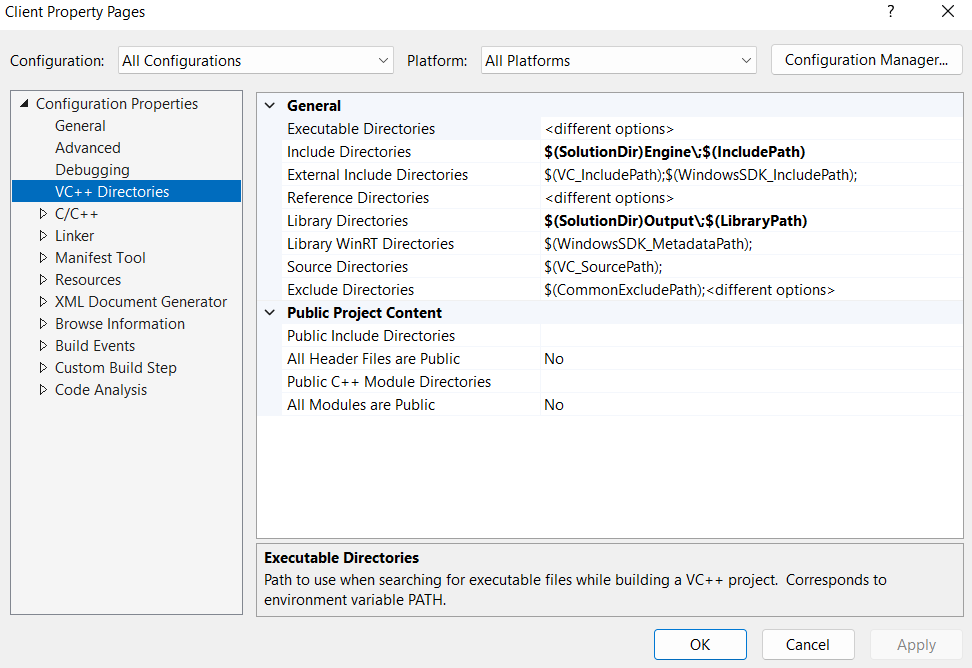 Client Property Pages
?
Configuration: All Configurations Platform: All Platforms Configuration Manager...
Configuration Properties
General
Advanced
Debugging
VC++ Directories
C/C++
Linker
Manifest Tool
Resources
XML Document Generator
Browse Information
Build Events
Custom Build Step
Code Analysis
General
Executable Directories <different options>
Include Directories $(SolutionDir)Engine\;$(IncludePath)
External Include Directories $(VC_IncludePath);$(WindowsSDK_IncludePath);
Reference Directories <different options>
Library Directories $(SolutionDir)Output\;$(LibraryPath)
Library WinRT Directories $(WindowsSDK_MetadataPath);
Source Directories $(VC_SourcePath);
Exclude Directories $(CommonExcludePath);<different options>
Public Project Content
Public Include Directories
All Header Files are Public No
Public C++ Module Directories
All Modules are Public No
Executable Directories
Path to use when searching for executable files while building a VC++ project.  Corresponds to
environment variable PATH.
OK Cancel Apply